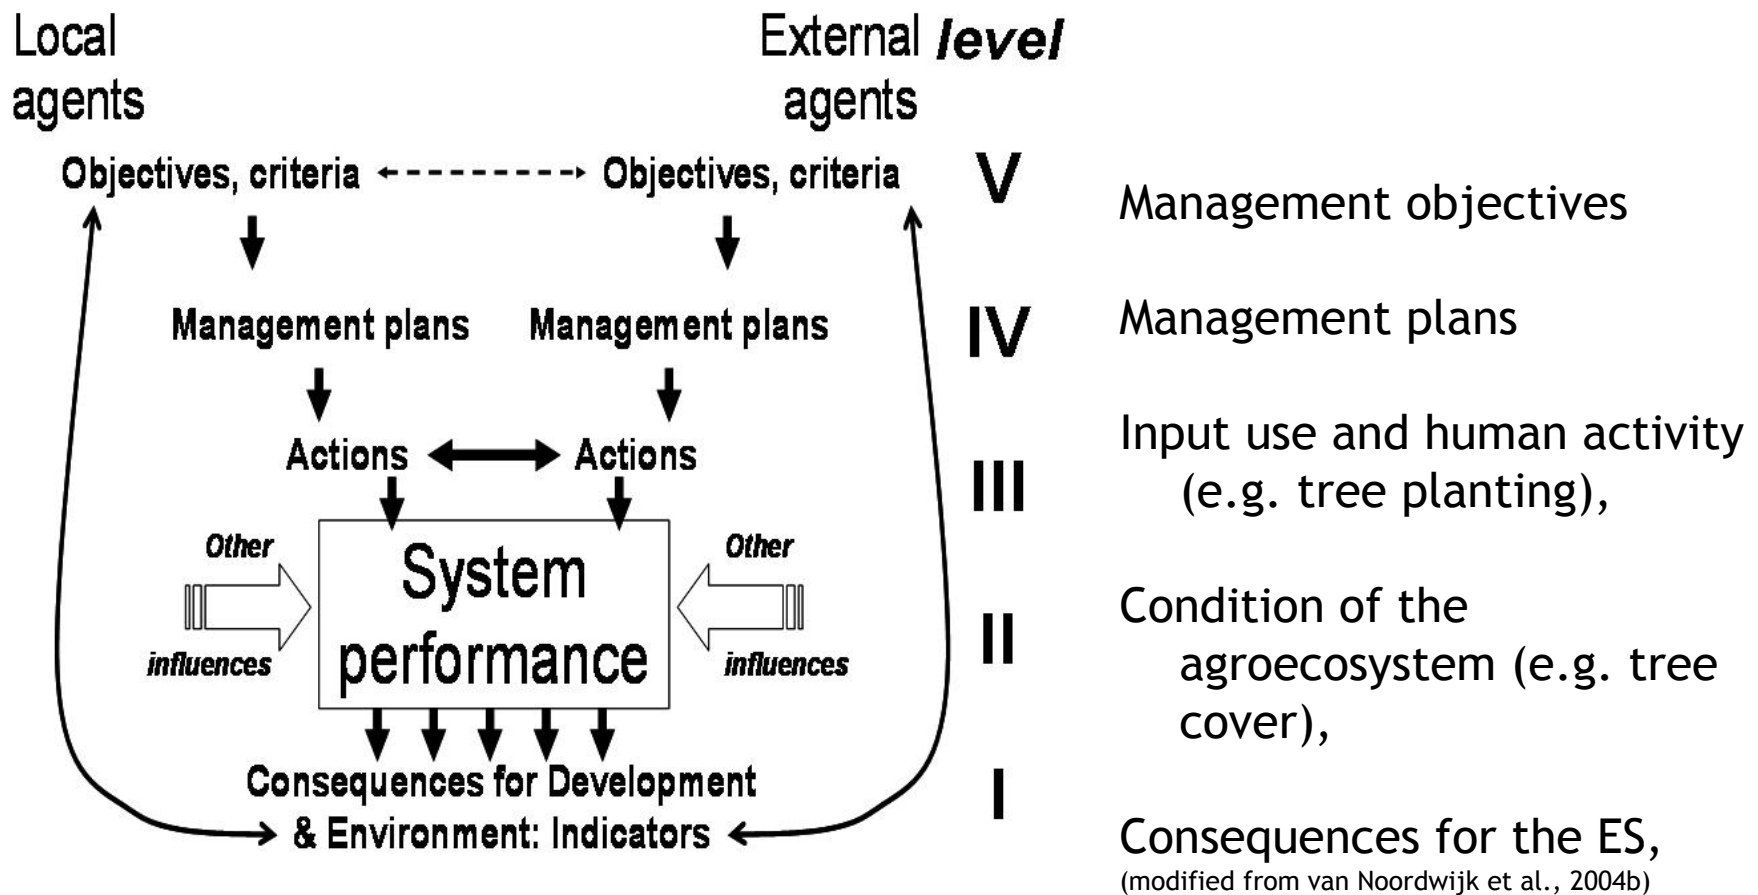 Local
agents
External
agents
level
Objectives, criteria
Objectives, criteria
V
Management objectives
Management plans
Management plans
IV
Management plans
Actions
Actions
III
Input use and human activity
(e.g. tree planting),
Other
influences
System
performance
Other
influences
II
Condition of the
agroecosystem (e.g. tree
cover),
Consequences for Development
& Environment: Indicators
I
Consequences for the ES,
(modified from van Noordwijk et al., 2004b)